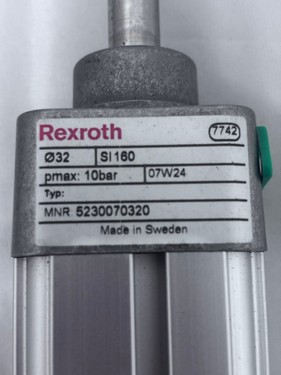 Rexroth 7742
Ø32 SI160
pmax: 10bar 07W24
Typ:
MNR 5230070320
Made in Sweden